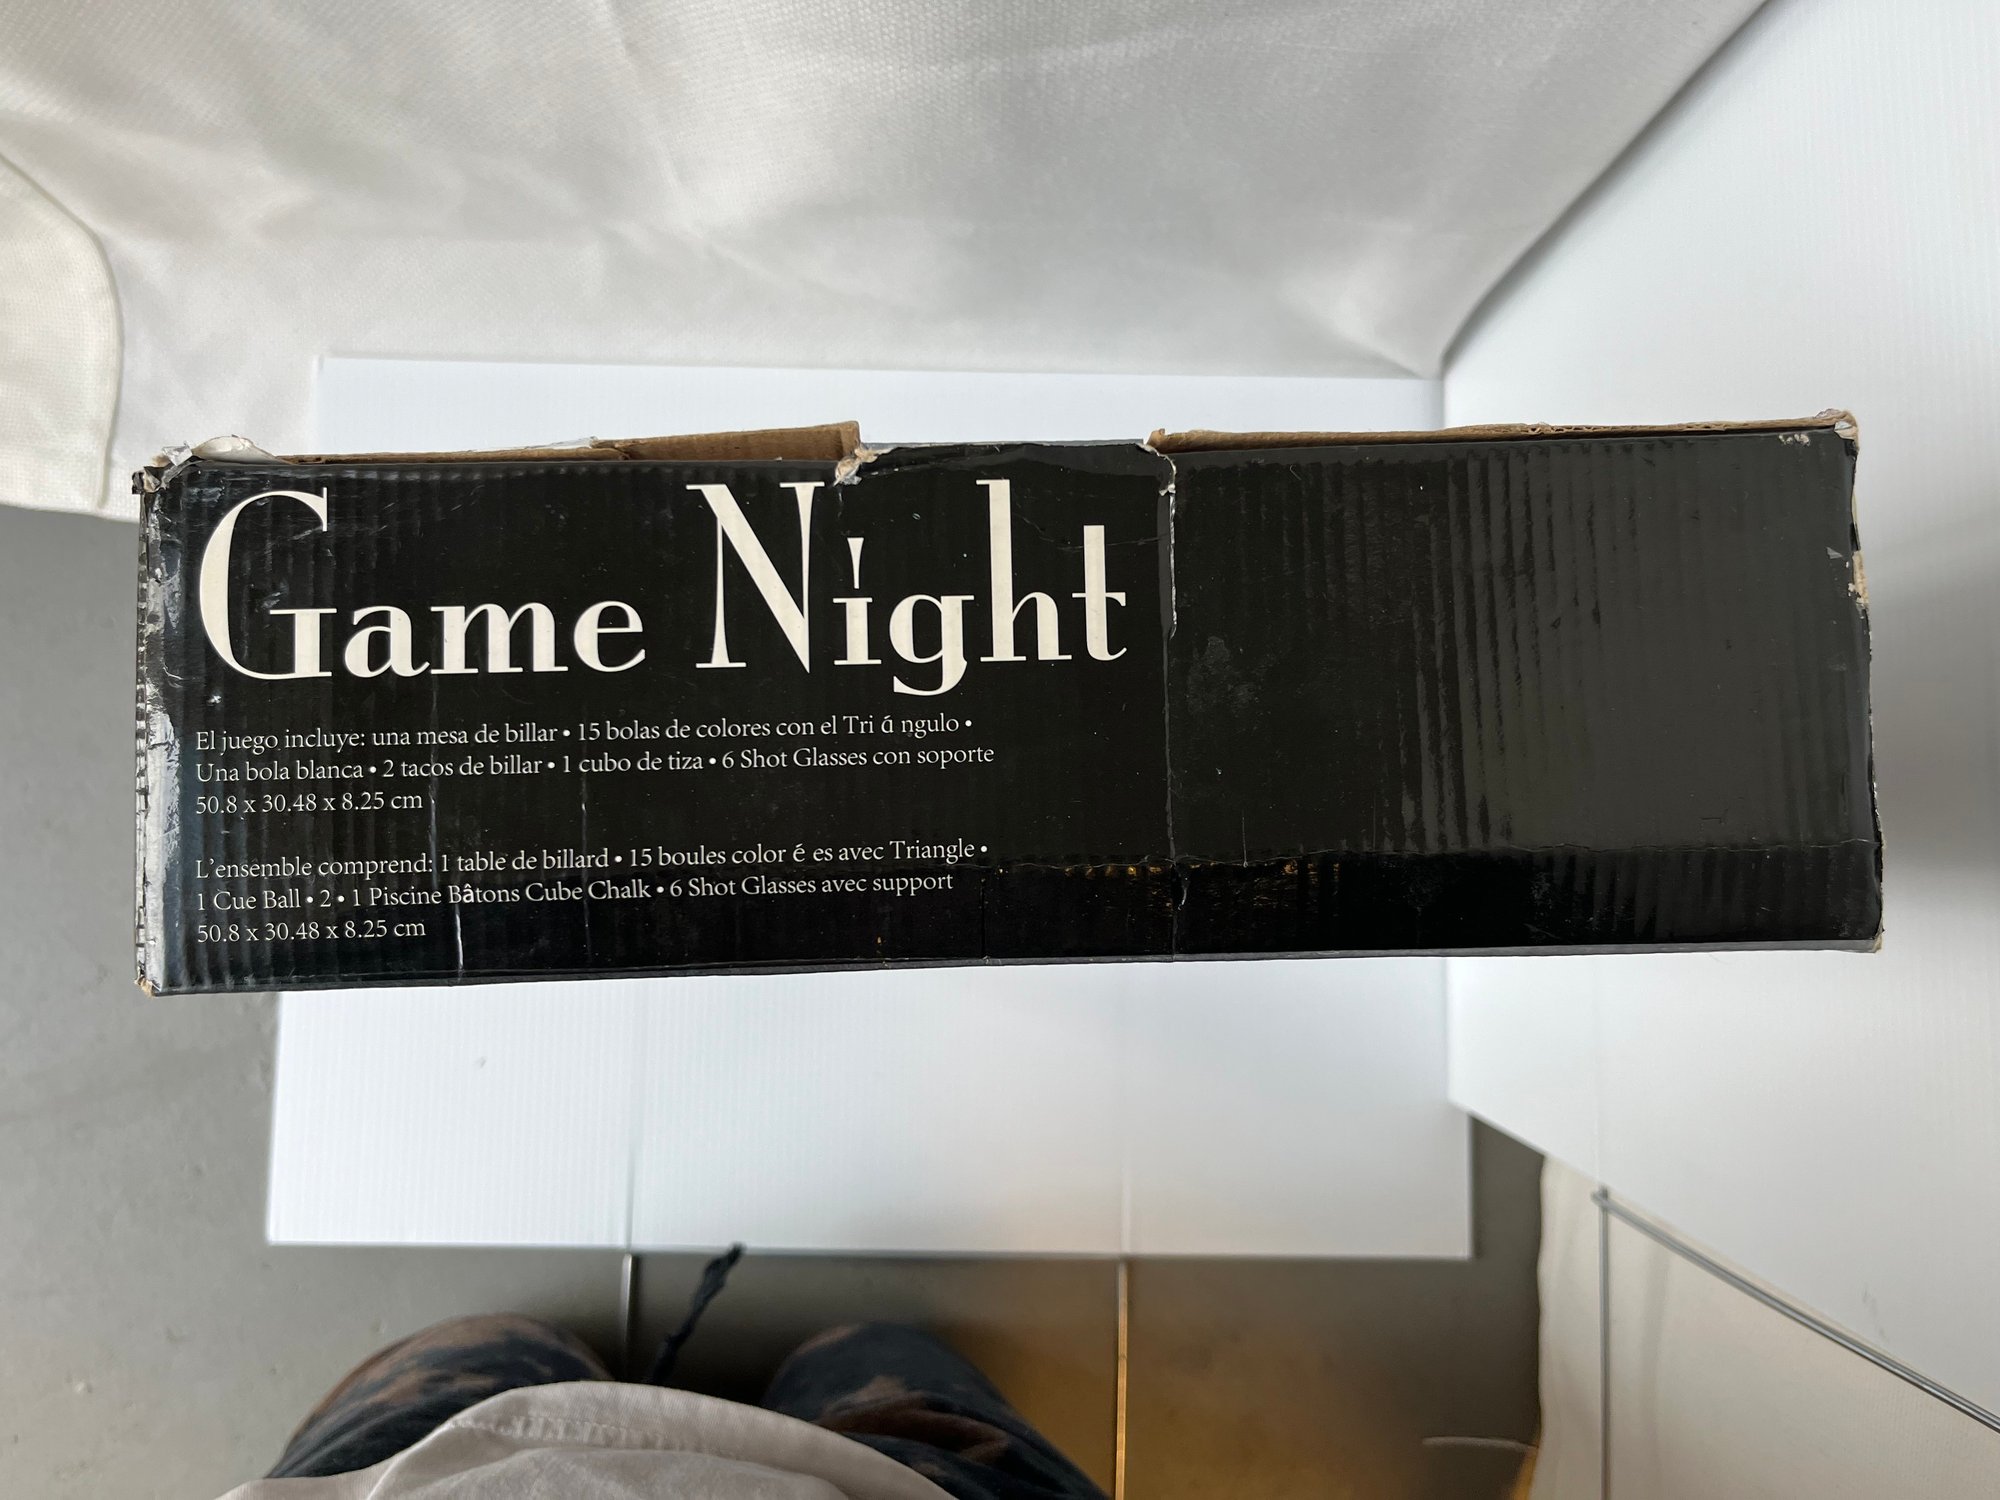 Game Night
El juego incluye: una mesa de billar • 15 bolas de colores con el Tri á ngulo •
Una bola blanca • 2 tacos de billar • 1 cubo de tiza • 6 Shot Glasses con soporte
50.8 x 30.48 x 8.25 cm
L'ensemble comprend: 1 table de billard • 15 boules color é es avec Triangle •
1 Cue Ball • 2 • 1 Piscine Bâtons Cube Chalk • 6 Shot Glasses avec support
50.8 x 30.48 x 8.25 cm